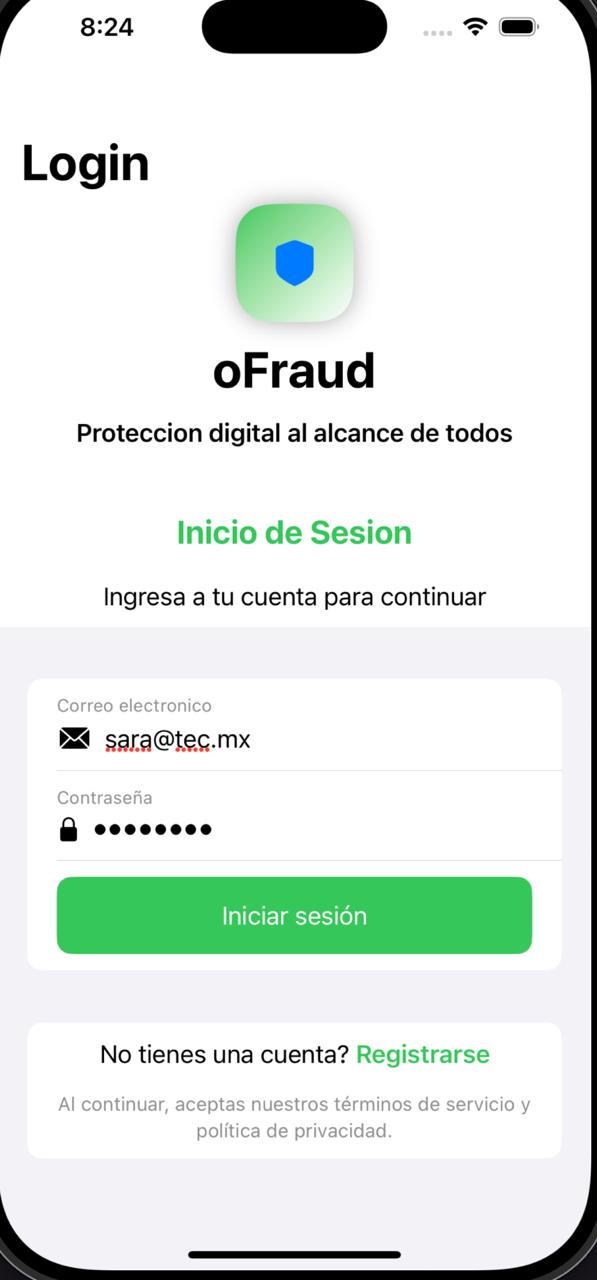 8:24
Login
oFraud
Proteccion digital al alcance de todos
Inicio de Sesion
Ingresa a tu cuenta para continuar
Correo electronico
sara@tec.mx
Contraseña
••••••••
Iniciar sesión
No tienes una cuenta? Registrarse
Al continuar, aceptas nuestros términos de servicio y
política de privacidad.